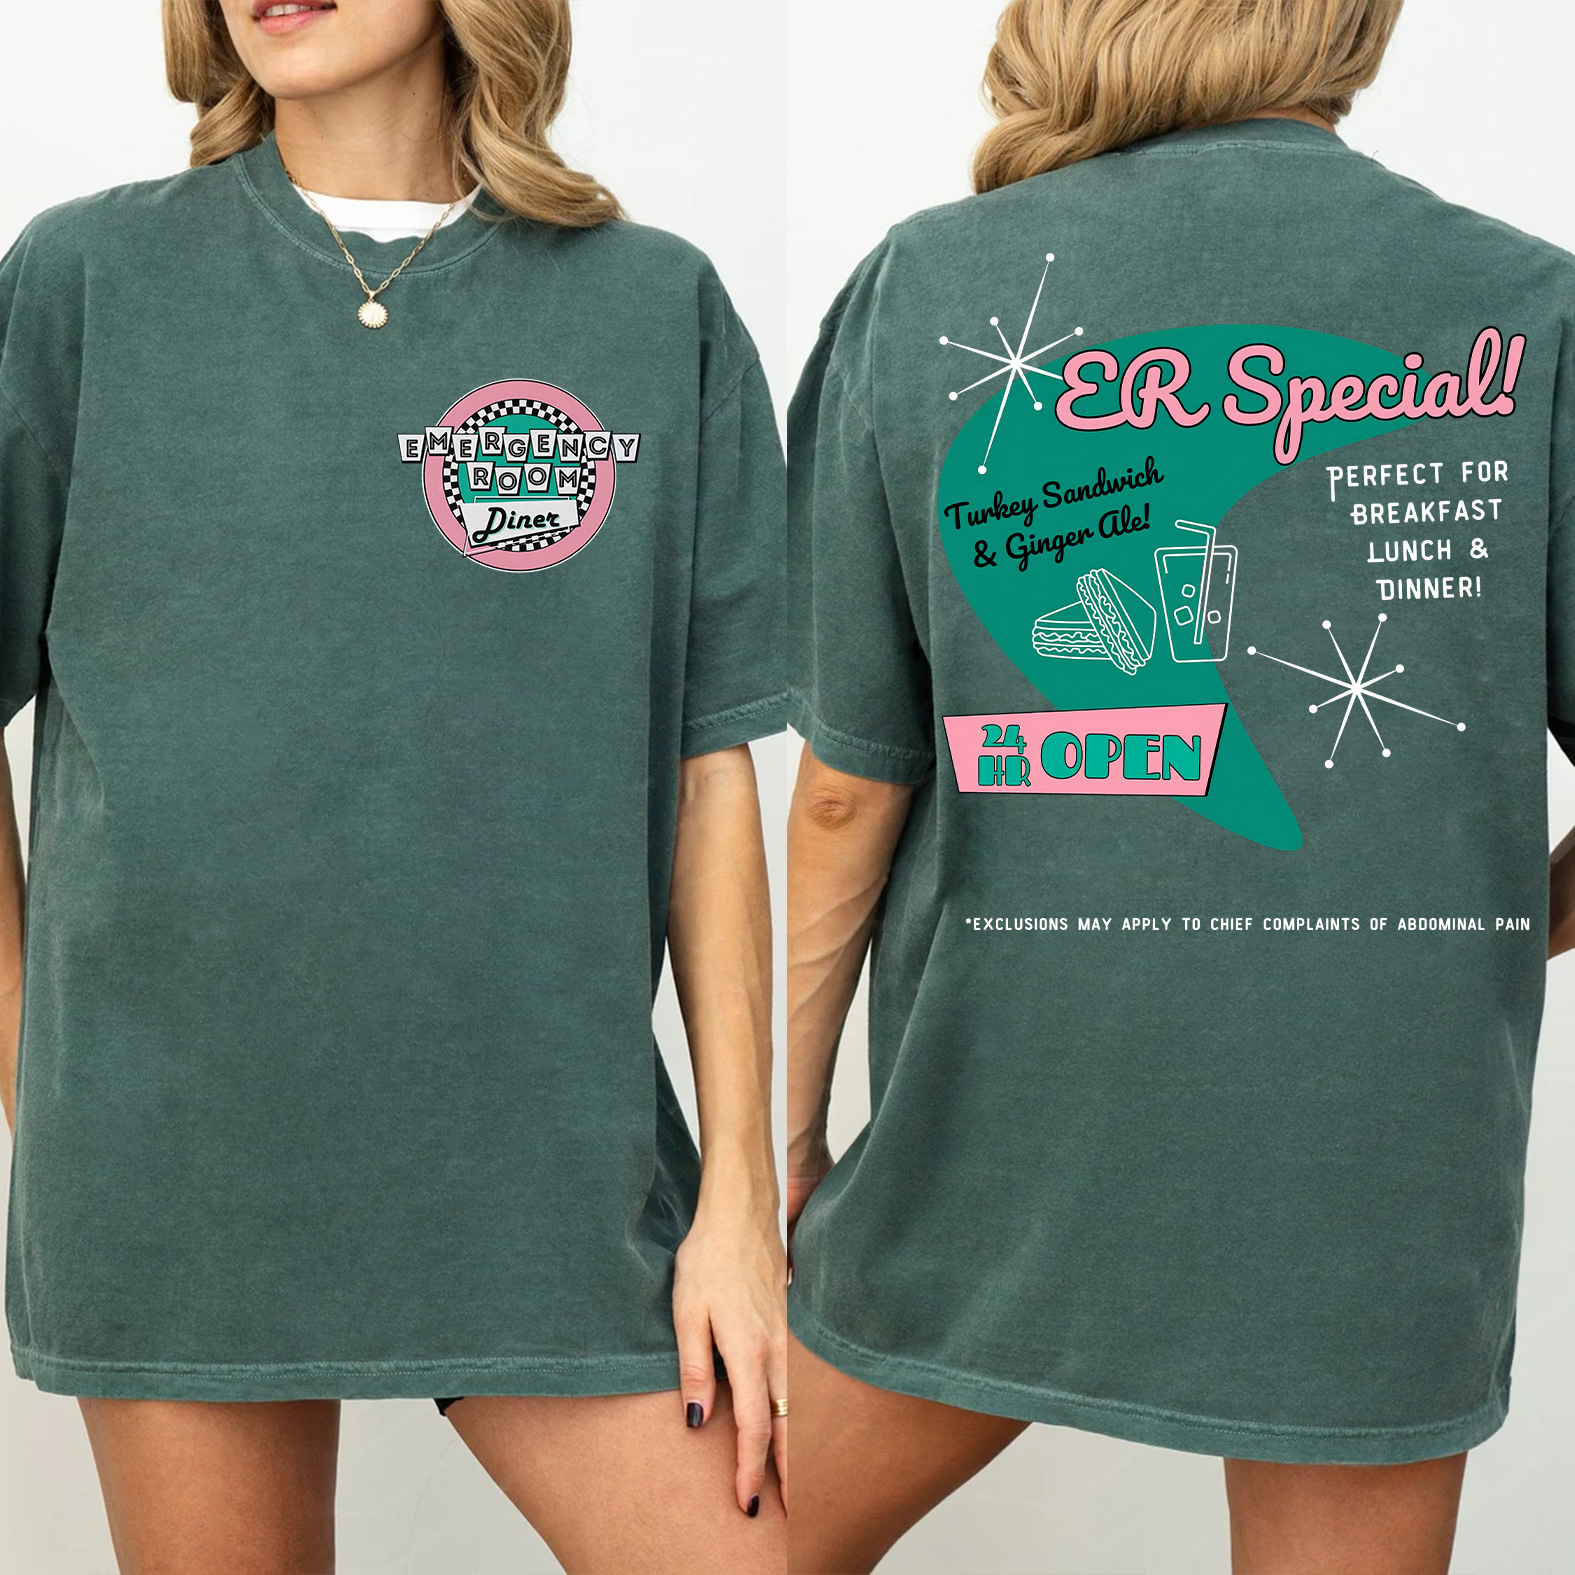 EMERGENCY
ROOM
Diner
ER Special!
Turkey Sandwich
& Ginger Ale!
PERFECT FOR
BREAKFAST
LUNCH &
DINNER!
24
HR
OPEN
*EXCLUSIONS MAY APPLY TO CHIEF COMPLAINTS OF ABDOMINAL PAIN